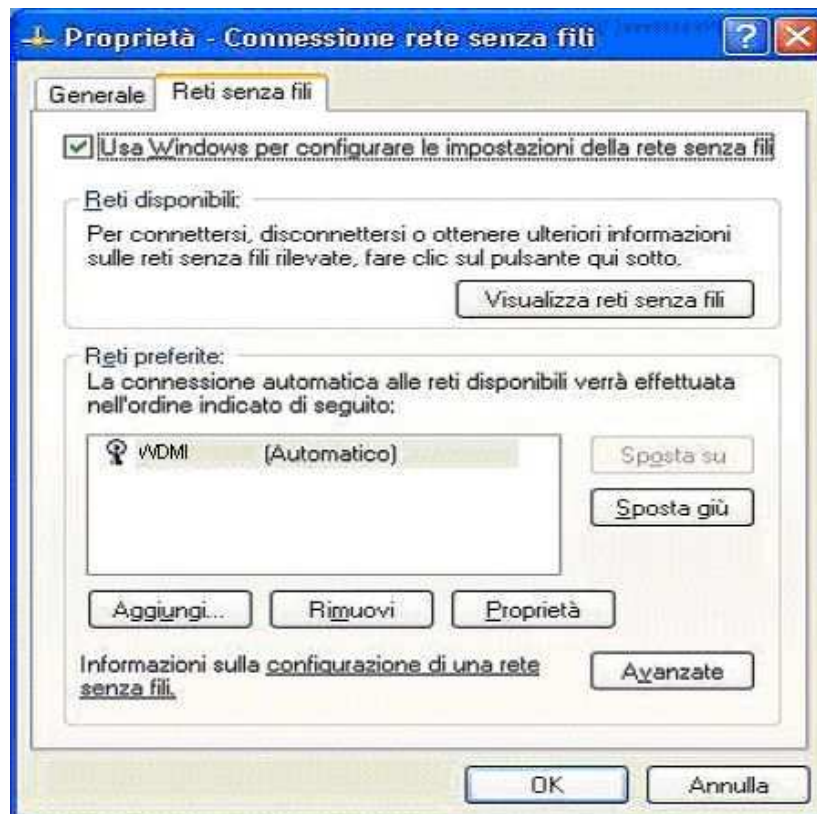 Proprietà - Connessione rete senza fili
Generale
Reti senza fili
Usa Windows per configurare le impostazioni della rete senza fili
Reti disponibili:
Per connettersi, disconnettersi o ottenere ulteriori informazioni
sulle reti senza fili rilevate, fare clic sul pulsante qui sotto.
Visualizza reti senza fili
Reti preferite:
La connessione automatica alle reti disponibili verrà effettuata
nell'ordine indicato di seguito:
WDMI (Automatico)
Sposta su
Sposta giù
Aggiungi... Rimuovi Proprietà
Informazioni sulla configurazione di una rete
senza fili.
Avanzate
OK Annulla